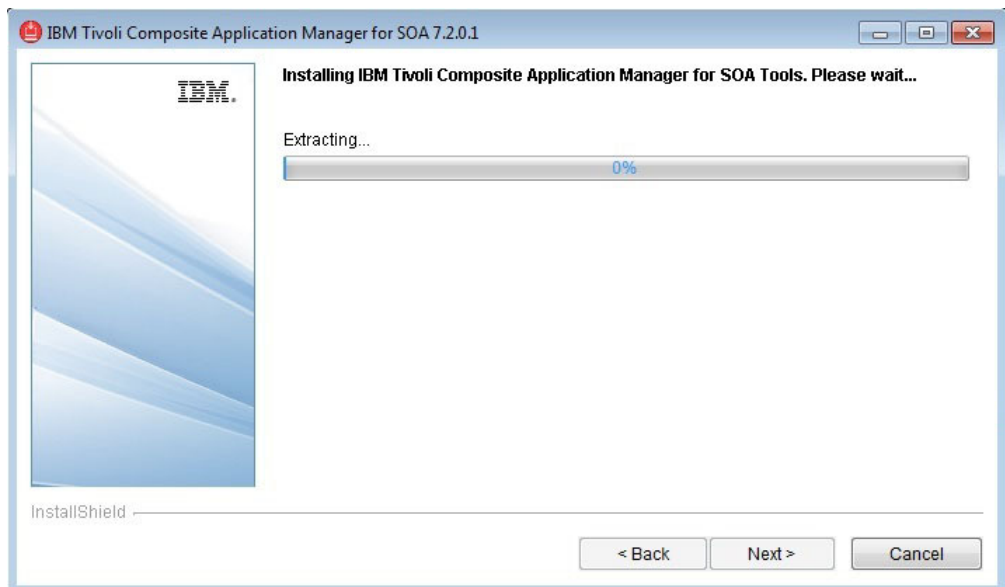 IBM Tivoli Composite Application Manager for SOA 7.2.0.1
IBM.
Installing IBM Tivoli Composite Application Manager for SOA Tools. Please wait...
Extracting...
0%
InstallShield
< Back
Next >
Cancel